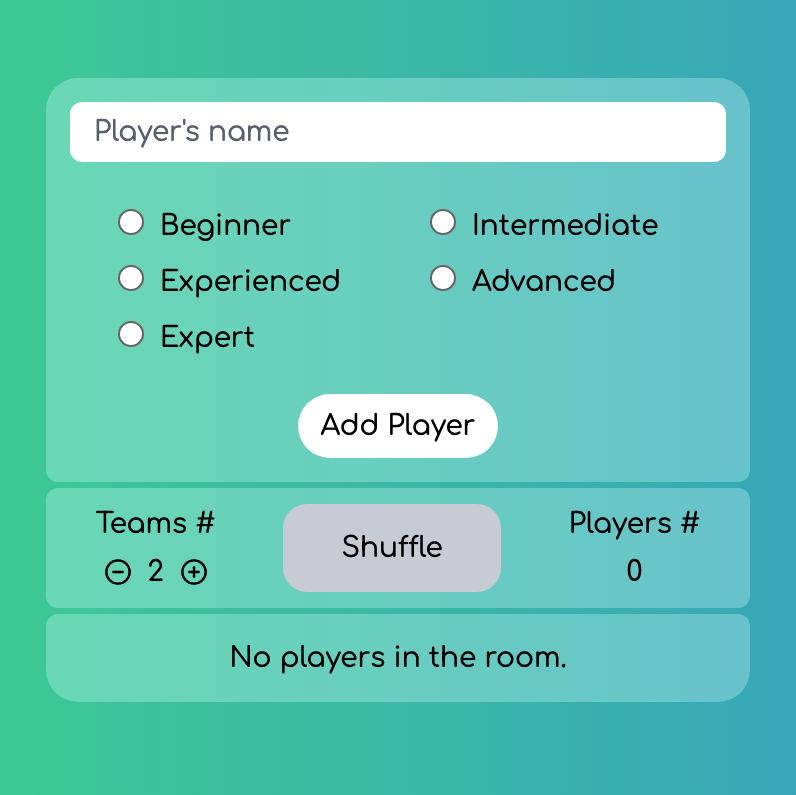 Player's name
Beginner
Intermediate
Experienced
Advanced
Expert
Add Player
Teams #
2
Shuffle
Players #
0
No players in the room.